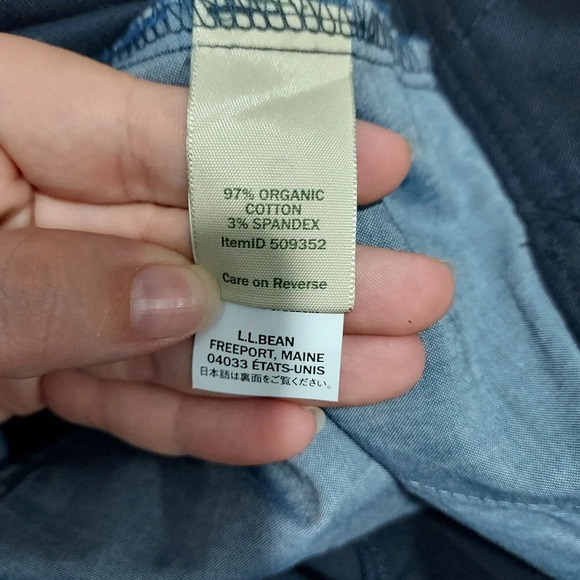 97% ORGANIC
COTTON
3% SPANDEX
ItemID 509352
Care on Reverse
L.L.BEAN
FREEPORT, MAINE
04033 ÉTATS-UNIS
日本語は裏面をご覧ください。